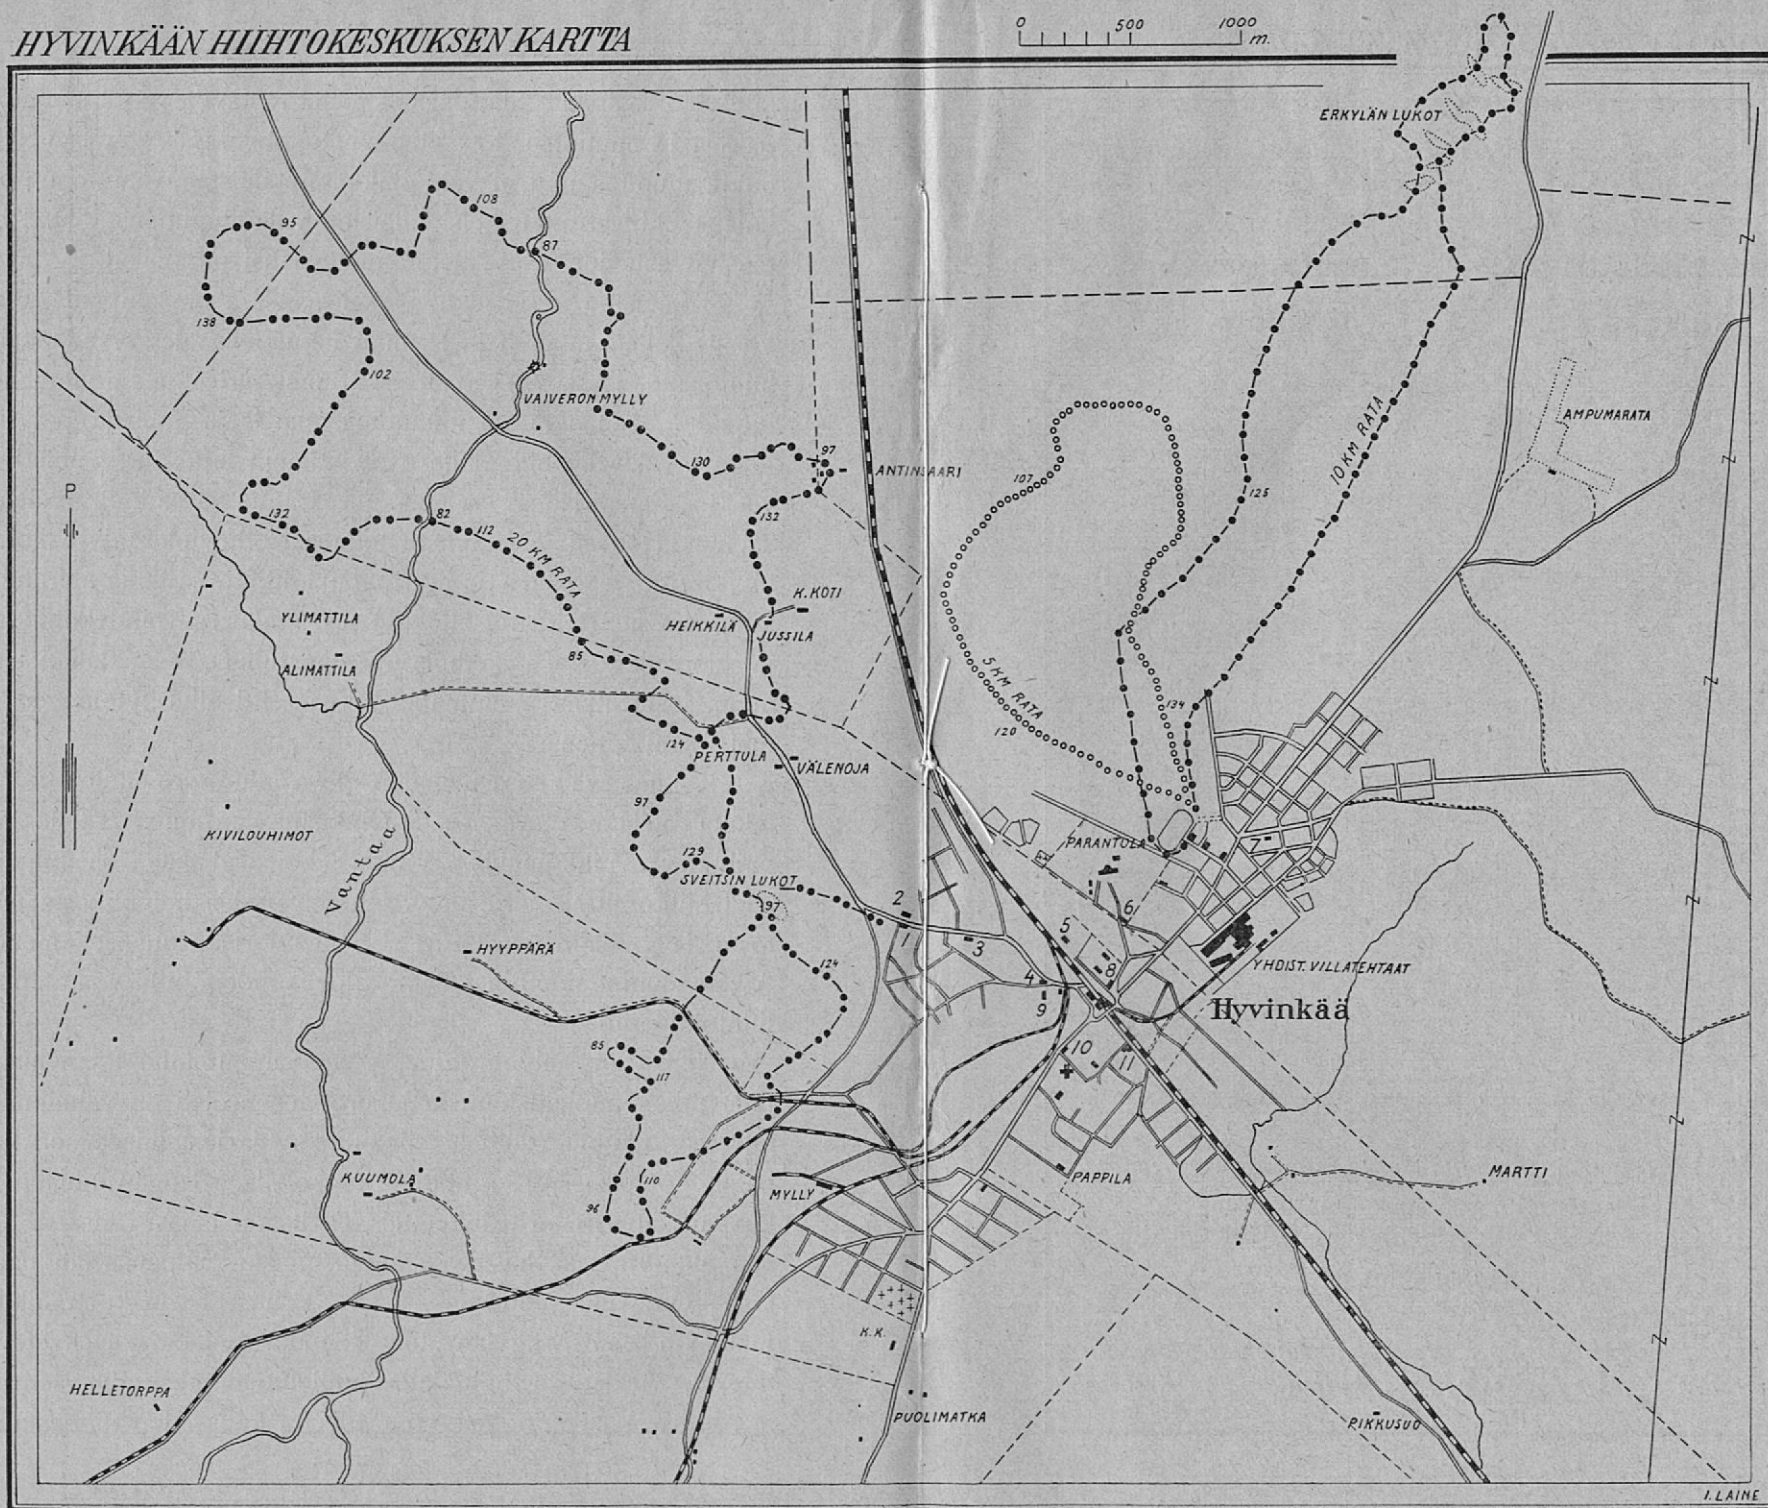 HYVINKÄÄN HIIHTOKESKUKSEN KARTTA
0 500 1000 m.
ERKYLÄN LUKOT
108
95
87
138
102
VAIVERON MYLLY
10 KM RATA
AMPUMARATA
130
97
ANTINSAARI
107
125
P
132
82
112
20 KM RATA
132
K. KOTI
YLIMATTILA
HEIKKILÄ
JUSSILA
85
ALIMATTILA
5 KM RATA
134
120
124
PERTTULA
VÄLENOJA
97
KIVILOUHIMOT
PARANTOLA
7
Vantaa
129
SVEITSIN LUKOT
97
2
1
3
5
6
HYYPPÄRÄ
124
4
8
YHDIST. VILLATEHTAAT
9
Hyvinkää
85
117
10
11
KUUMOLA
110
MYLLY
PAPPILA
MARTTI
96
K.K.
HELLETORPPA
PUOLIMATKA
PIKKUSUO
I. LAINE